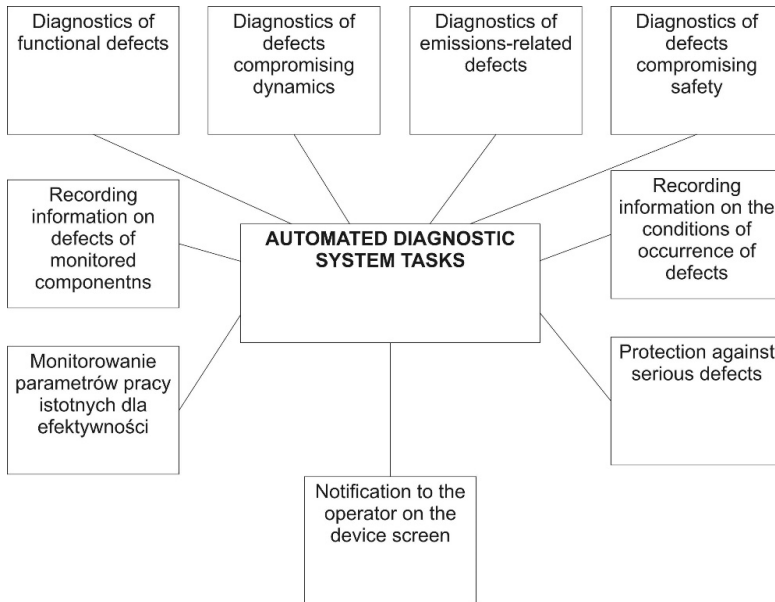 Diagnostics of
functional defects
Diagnostics of
defects
compromising
dynamics
Diagnostics of
emissions-related
defects
Diagnostics of
defects
compromising
safety
Recording
information on
defects of
monitored
componentns
AUTOMATED DIAGNOSTIC
SYSTEM TASKS
Recording
information on the
conditions of
occurrence of
defects
Monitorowanie
parametrów pracy
istotnych dla
efektywności
Protection against
serious defects
Notification to the
operator on the
device screen